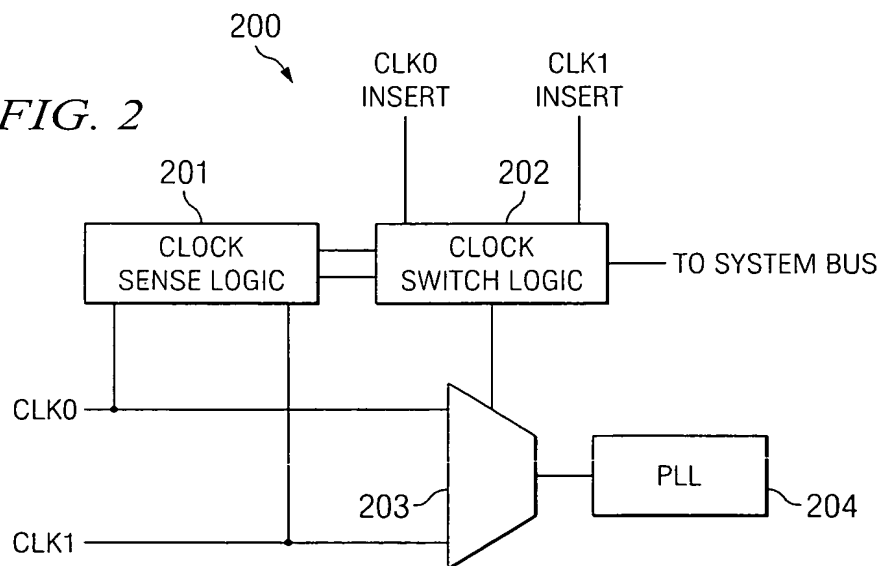 200
FIG. 2
CLK0
INSERT
CLK1
INSERT
201
202
CLOCK
SENSE LOGIC
CLOCK
SWITCH LOGIC
TO SYSTEM BUS
CLK0
203
PLL
204
CLK1